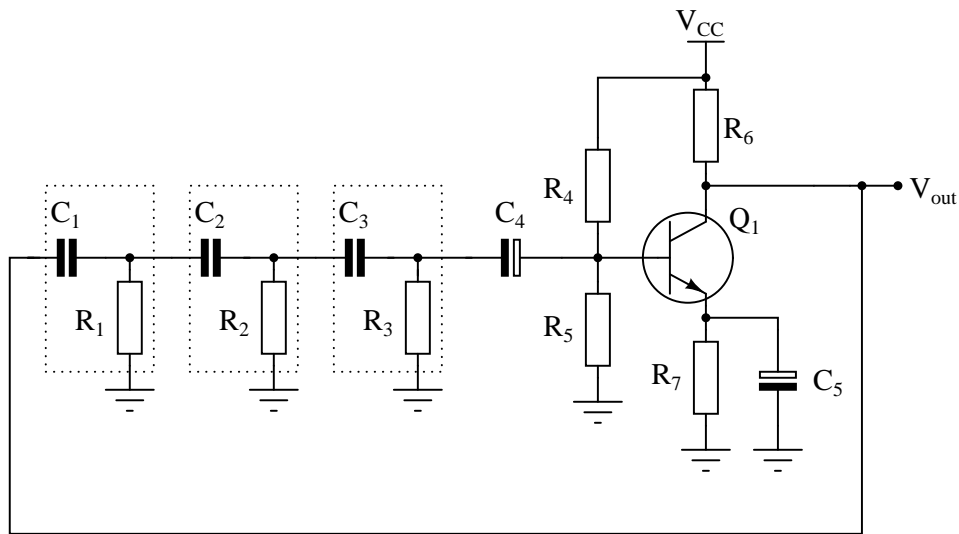 V_CC
R_6
R_4
V_out
C_1
C_2
C_3
C_4
Q_1
R_1
R_2
R_3
R_5
R_7
C_5